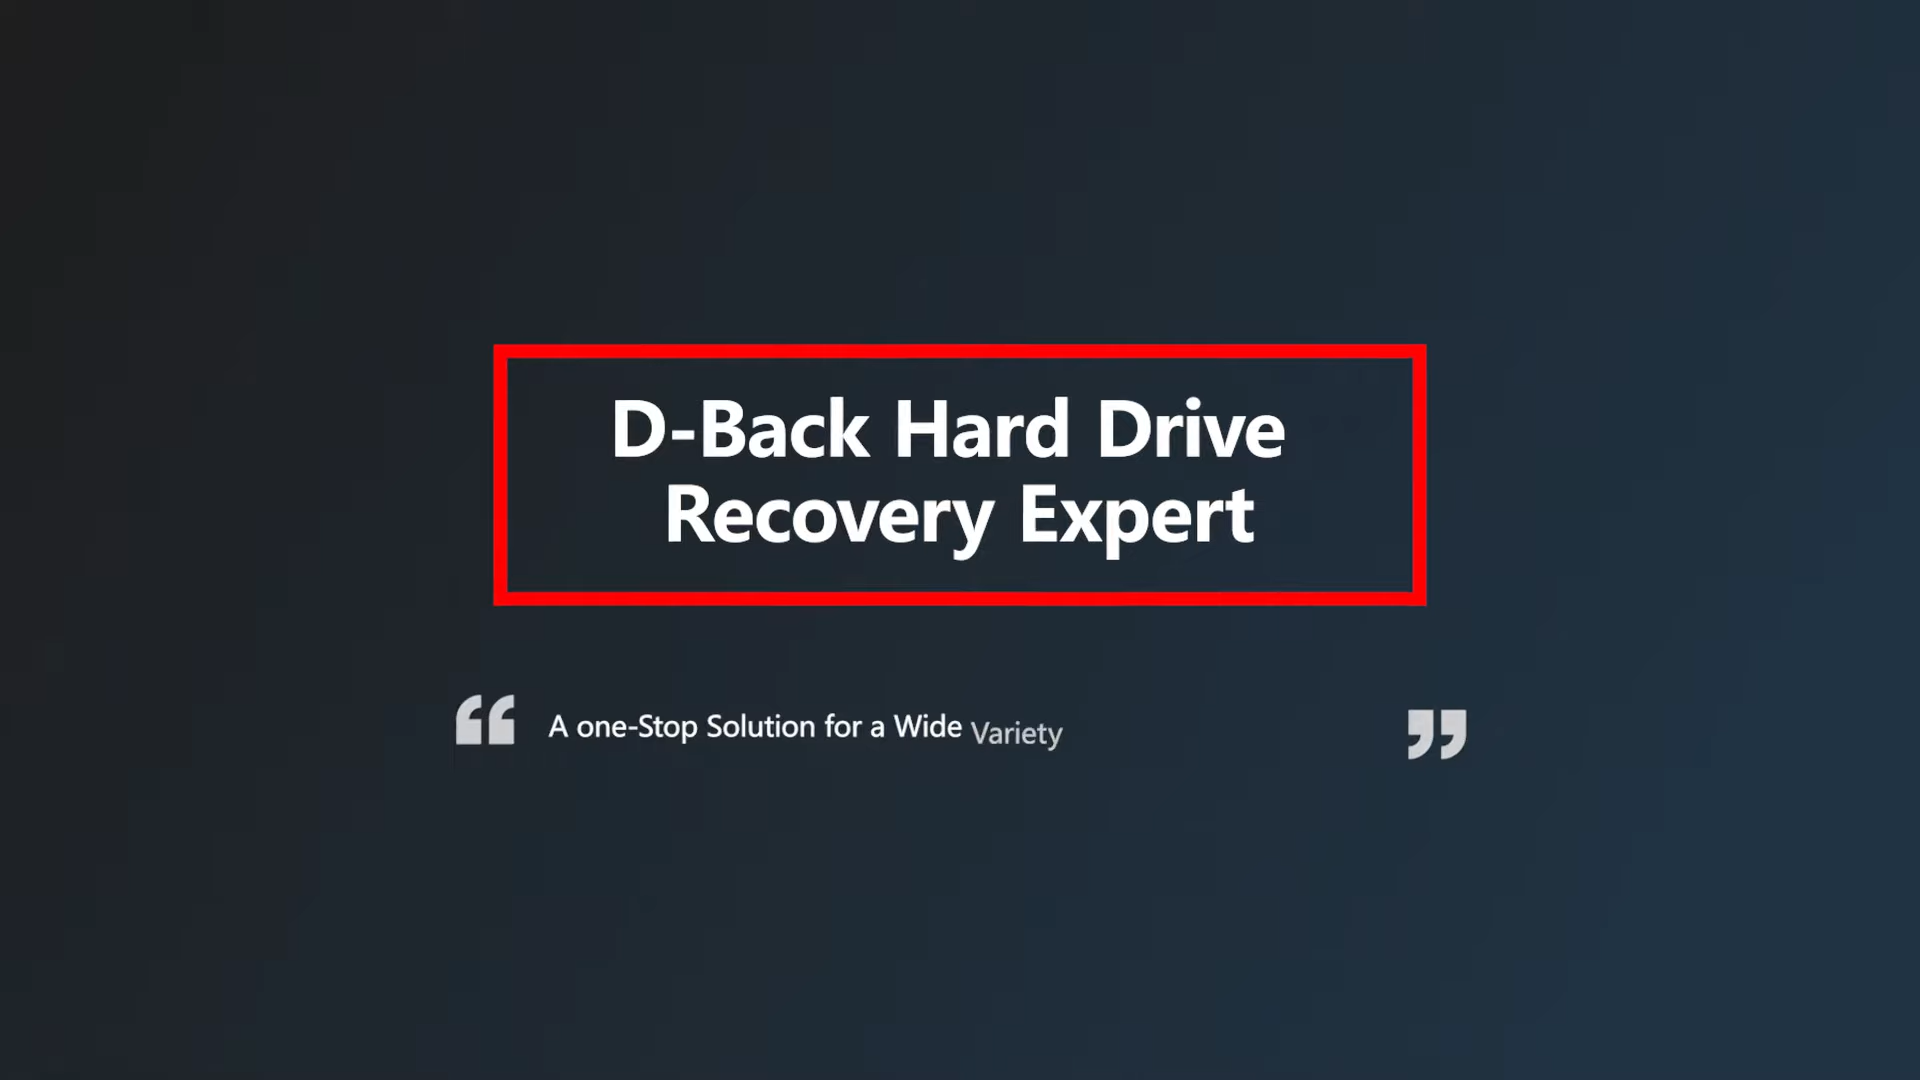 D-Back Hard Drive
Recovery Expert
“ A one-Stop Solution for a Wide Variety ”